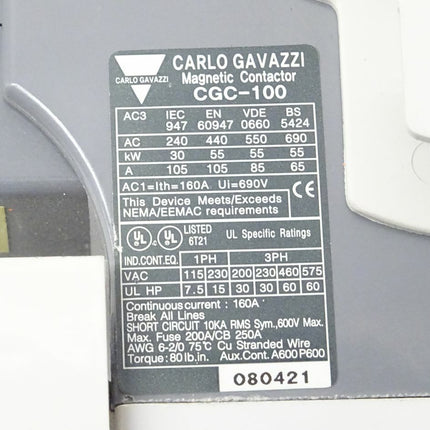 CARLO GAVAZZI
CARLO GAVAZZI
Magnetic Contactor
CGC-100
AC3 IEC EN VDE BS
947 60947 0660 5424
AC 240 440 550 690
kW 30 55 55 55
A 105 105 85 65
AC1=Ith=160A Ui=690V
This Device Meets/Exceeds
NEMA/EEMAC requirements
CE
UL UL LISTED 6T21 UL Specific Ratings
IND.CONT.EQ. 1PH 3PH
VAC 115 230 200 230 460 575
UL HP 7.5 15 30 30 60 60
Continuous current : 160A
Break All Lines
SHORT CIRCUIT 10KA RMS Sym.,600V Max.
Max. Fuse 200A/CB 250A
AWG 6-2/0 75°C Cu Stranded Wire
Torque:80lb.in. Aux.Cont.A600P600
080421